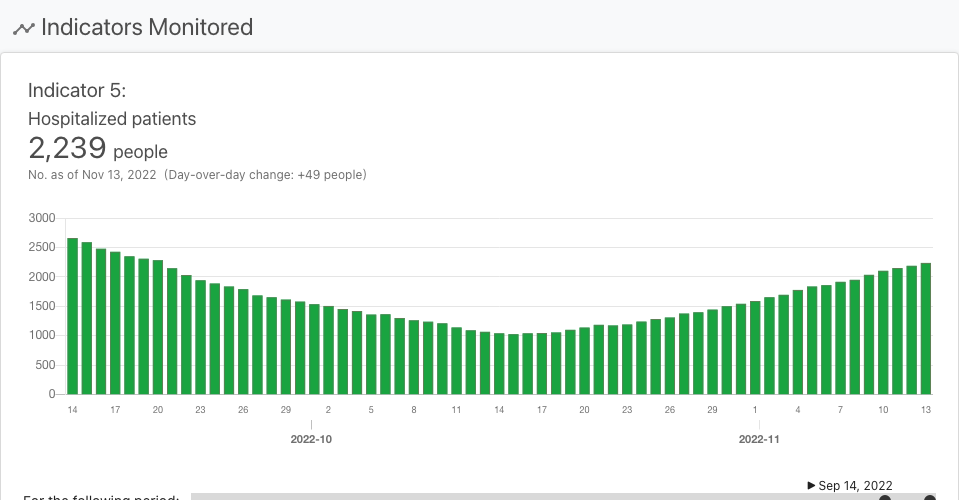 Indicators Monitored
Indicator 5:
Hospitalized patients
2,239 people
No. as of Nov 13, 2022 (Day-over-day change: +49 people)
3000
2500
2000
1500
1000
500
0
14 17 20 23 26 29 2 5 8 11 14 17 20 23 26 29 1 4 7 10 13
2022-10 2022-11
▶ Sep 14, 2022
For the following period: